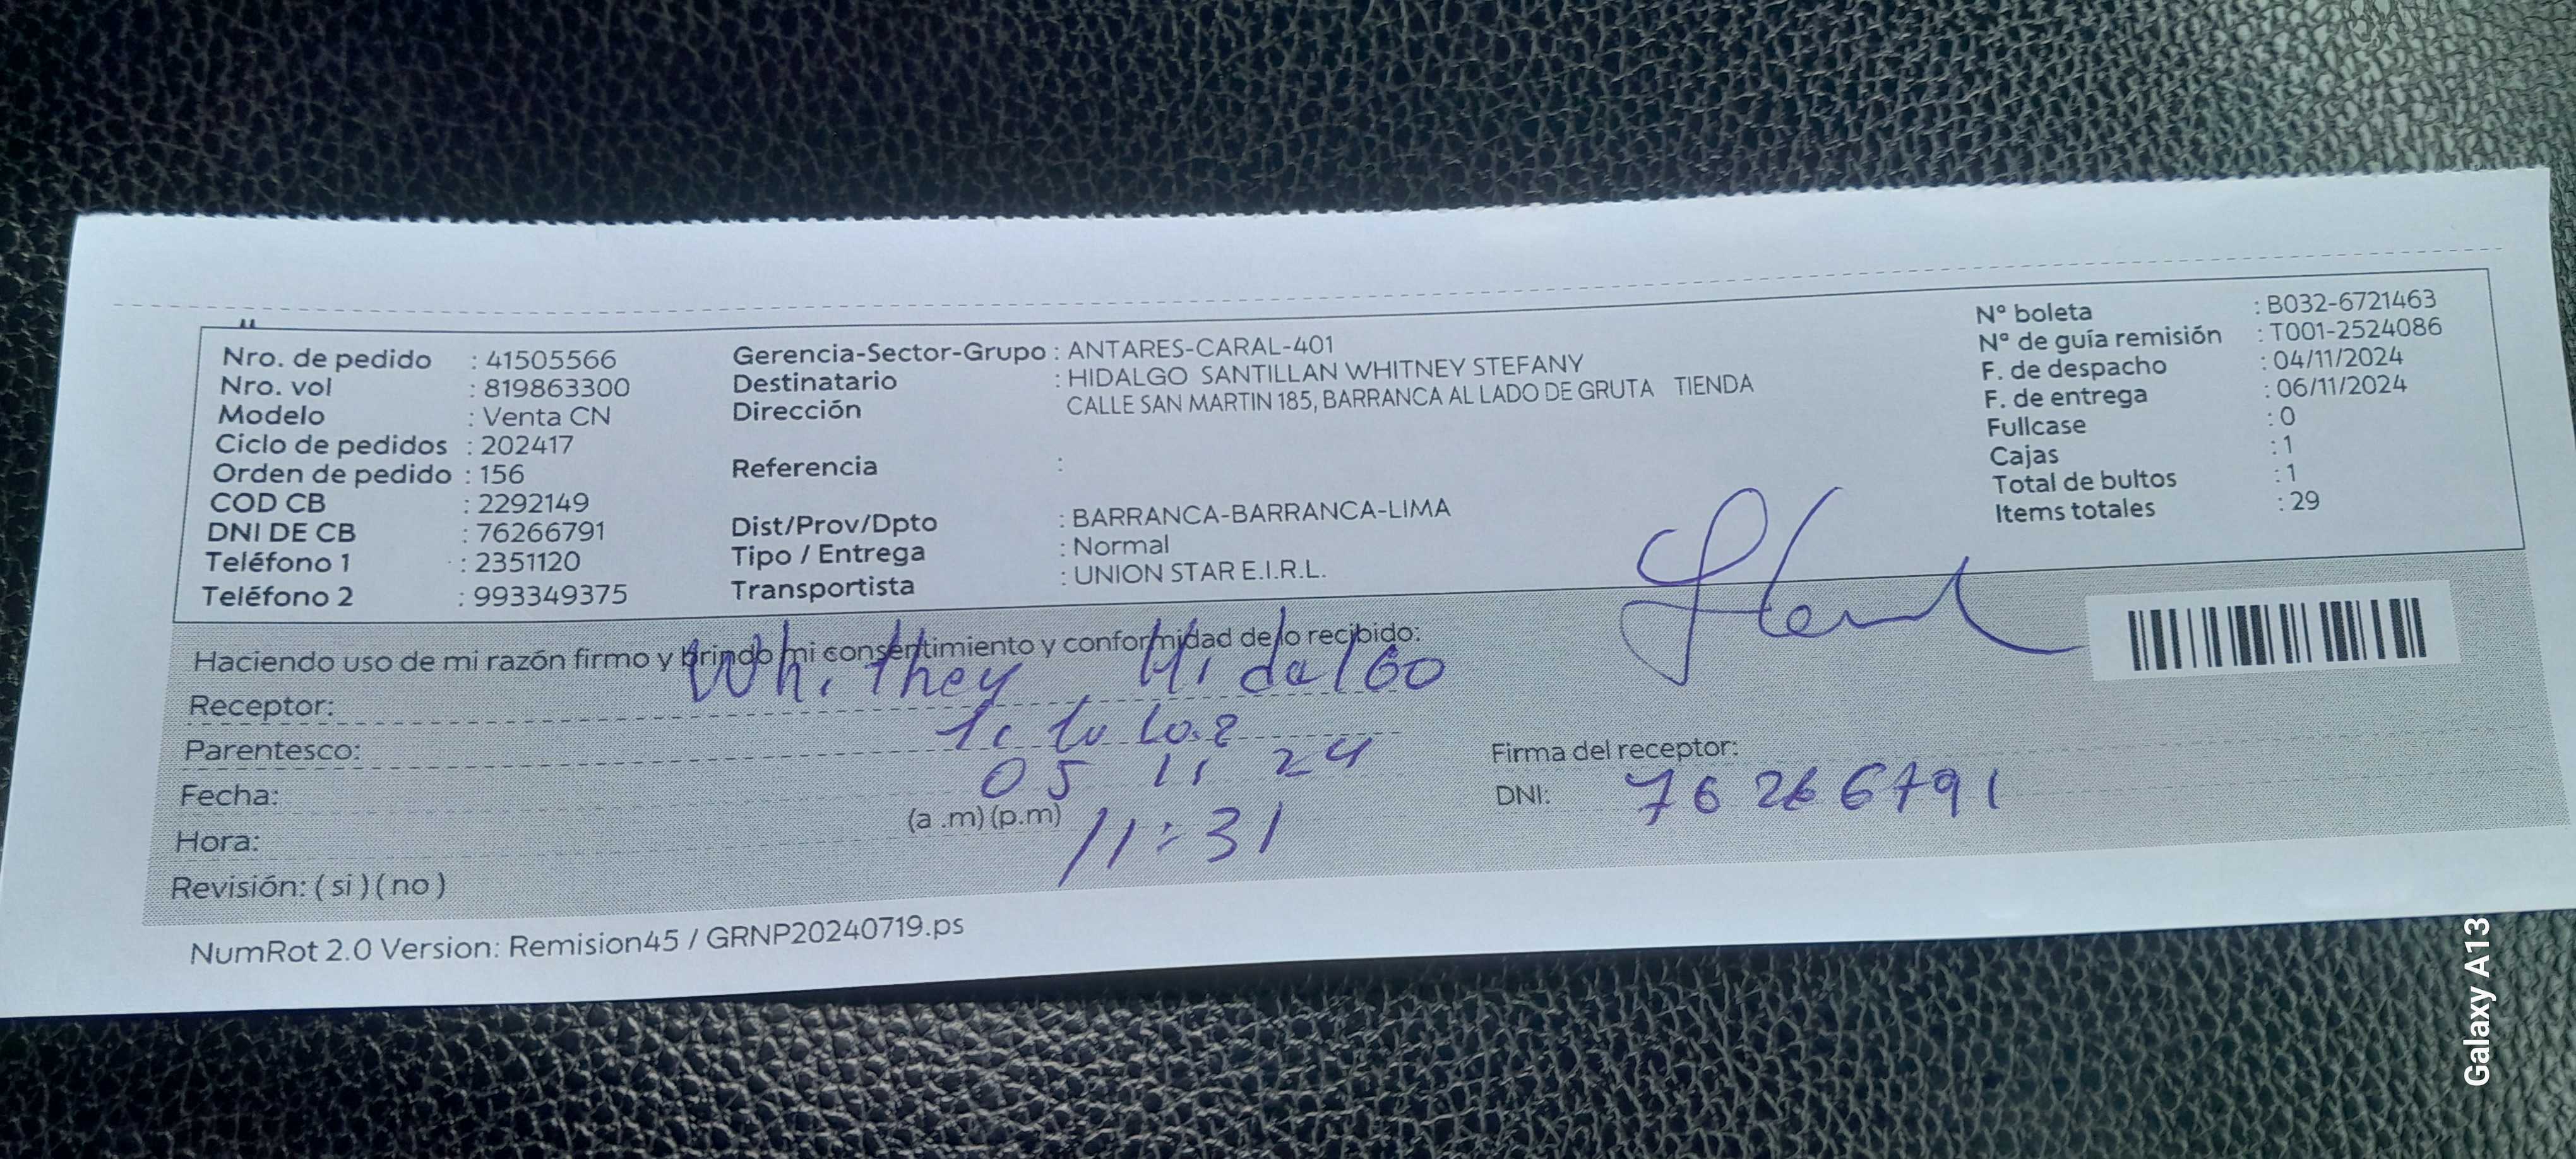 Nro. de pedido : 41505566
Nro. vol : 819863300
Modelo : Venta CN
Ciclo de pedidos : 202417
Orden de pedido : 156
COD CB : 2292149
DNI DE CB : 76266791
Teléfono 1 : 2351120
Teléfono 2 : 993349375
Gerencia-Sector-Grupo : ANTARES-CARAL-401
Destinatario : HIDALGO SANTILLAN WHITNEY STEFANY
Dirección CALLE SAN MARTIN 185, BARRANCA AL LADO DE GRUTA TIENDA
Referencia :
Dist/Prov/Dpto : BARRANCA-BARRANCA-LIMA
Tipo / Entrega : Normal
Transportista : UNION STAR E.I.R.L.
N° boleta : B032-6721463
N° de guía remisión : T001-2524086
F. de despacho : 04/11/2024
F. de entrega : 06/11/2024
Fullcase : 0
Cajas : 1
Total de bultos : 1
Items totales : 29
Haciendo uso de mi razón firmo y brindo mi consentimiento y conformidad de lo recibido:
Receptor: Whithey Hidalgo
Parentesco:
Fecha: 05 11 24
Hora: (a .m) (p.m) 11:31
Revisión: ( si ) ( no )
Firma del receptor:
DNI: 76266791
NumRot 2.0 Version: Remision45 / GRNP20240719.ps
Galaxy A13